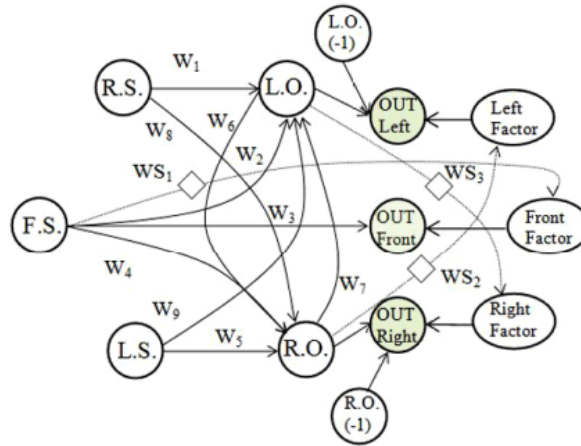 L.O.
(-1)
R.S.
W1
L.O.
OUT
Left
Left
Factor
W8
W6
W2
WS1
WS3
F.S.
W3
OUT
Front
Front
Factor
W4
W7
WS2
W9
L.S.
W5
R.O.
OUT
Right
Right
Factor
R.O.
(-1)